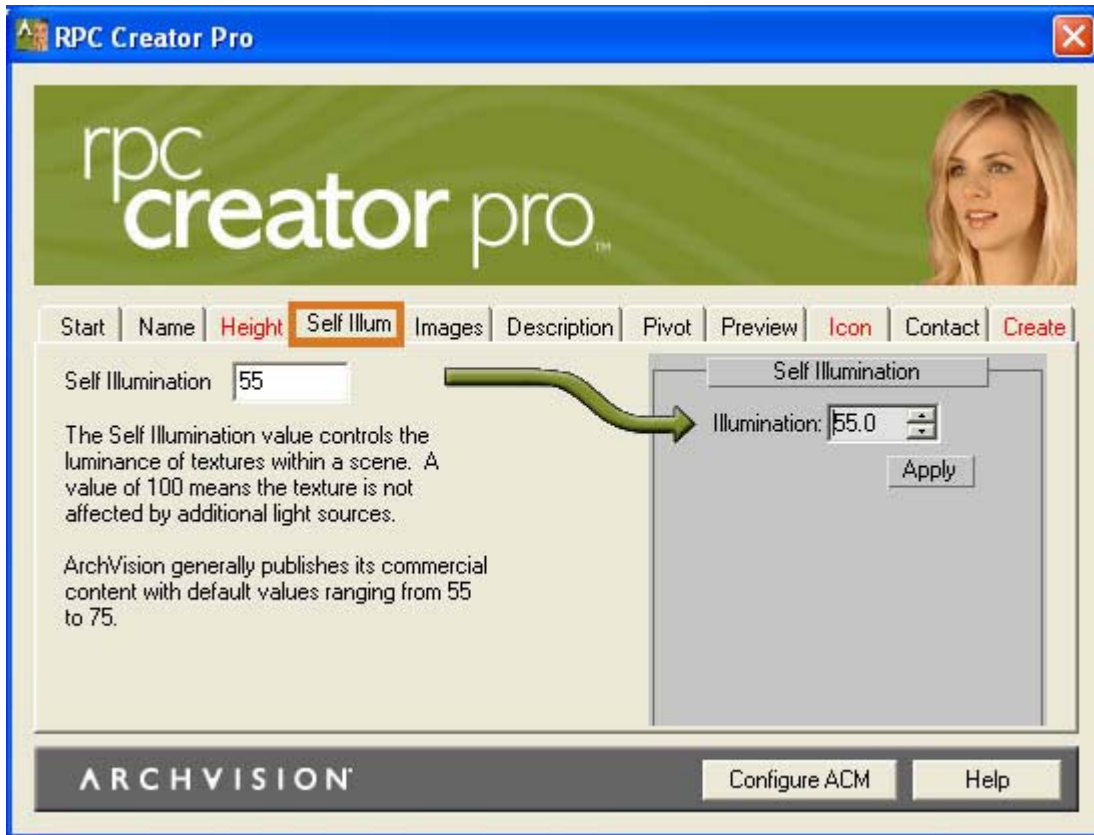 RPC Creator Pro
rpc
creator pro™
Start Name Height Self Illum Images Description Pivot Preview Icon Contact Create
Self Illumination 55
The Self Illumination value controls the
luminance of textures within a scene. A
value of 100 means the texture is not
affected by additional light sources.
ArchVision generally publishes its commercial
content with default values ranging from 55
to 75.
Self Illumination
Illumination: 55.0
Apply
ARCHVISION
Configure ACM Help